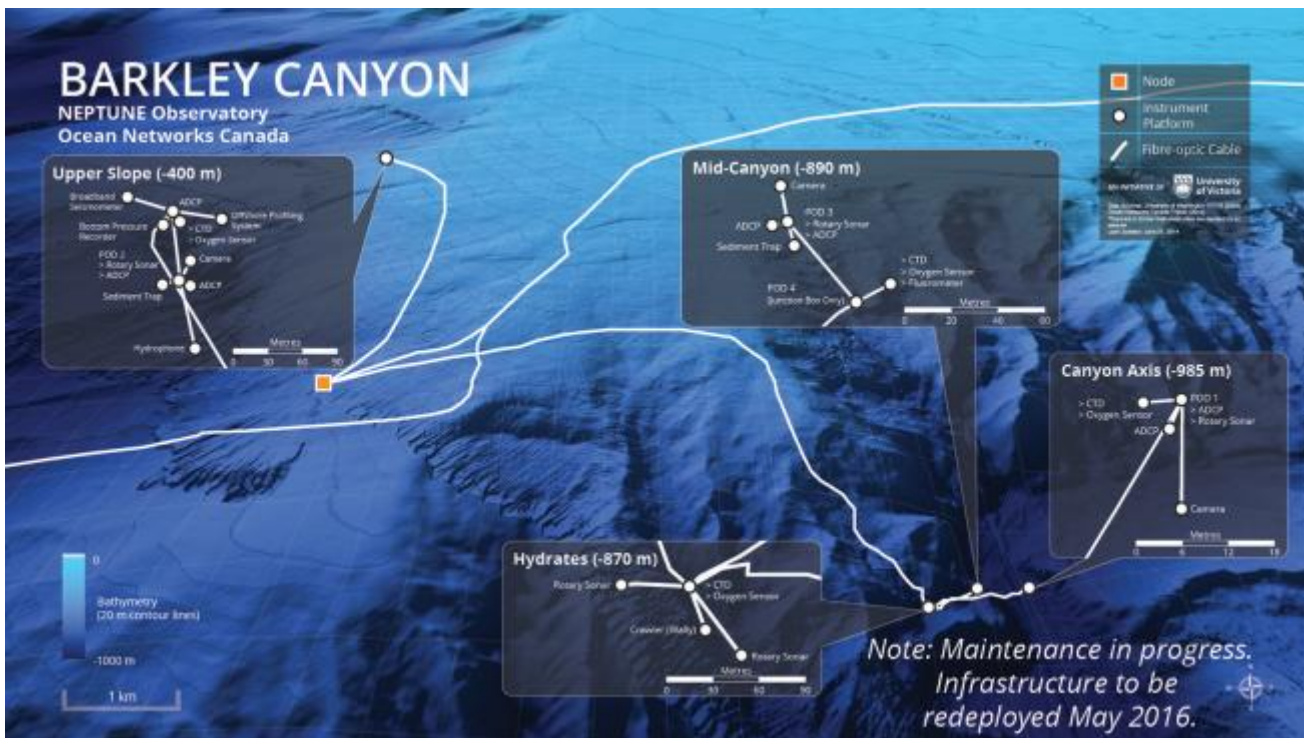 BARKLEY CANYON
NEPTUNE Observatory
Ocean Networks Canada
Node
Instrument
Platform
Fibre-optic Cable
AN INITIATIVE OF
University
of Victoria
Upper Slope (-400 m)
Broadband
Seismometer
ADCP
Offshore Profiling
System
Bottom Pressure
Recorder
> CTD
> Oxygen Sensor
> Rotary Sonar
> ADCP
Camera
Sediment Trap
ADCP
Hydrophone
Metres
0 30 60 90
Mid-Canyon (-890 m)
Camera
POD 3
> Rotary Sonar
> ADCP
ADCP
Sediment Trap
> CTD
> Oxygen Sensor
> Fluorometer
POD 4
(Junction Box Only)
Metres
0 20 40 60
Canyon Axis (-985 m)
> CTD
> Oxygen Sensor
POD 1
> ADCP
> Rotary Sonar
ADCP
Camera
Metres
0 6 12 18
Hydrates (-870 m)
Rotary Sonar
> CTD
> Oxygen Sensor
Crawler (Wally)
Rotary Sonar
Metres
0 30 60 90
0
Bathymetry
(20 m contour lines)
-1000 m
1 km
Note: Maintenance in progress.
Infrastructure to be
redeployed May 2016.